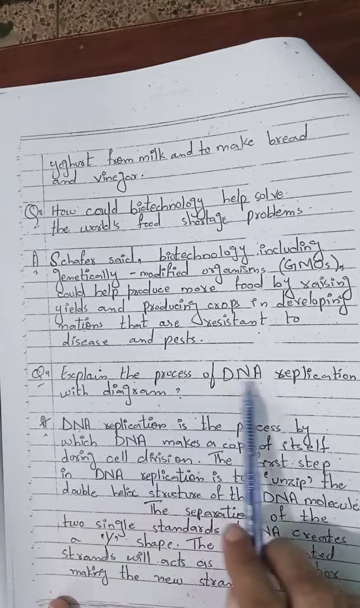 yoghurt from milk and to make bread
and vinejar.
Q3 How could biotechnology help solve
the world's food shortage problems.
A Schafer said, biotechnology including
genetically - modified organisms (GMOs),
could help produce more food by raising
yields and producing crops in developing
nations that are resistant to
disease and pests.
Q4 Explain the process of DNA replication
with diagram?
DNA replication is the process by
which DNA makes a copy of itself
during cell division. The first step
in DNA replication is to 'unzip' the
double helix structure of the DNA molecule
The separation of the
two single standards DNA creates
a 'Y' shape. The
strands will acts as
making the new